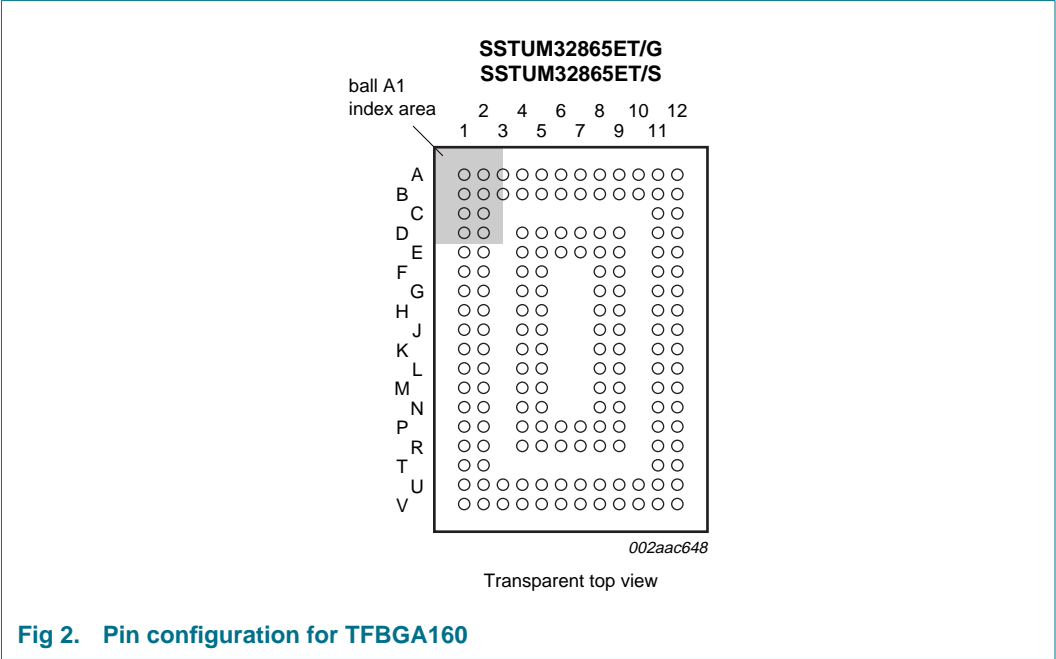 SSTUM32865ET/G
SSTUM32865ET/S
ball A1
index area
2 4 6 8 10 12
1 3 5 7 9 11
A
B
C
D
E
F
G
H
J
K
L
M
N
P
R
T
U
V
002aac648
Transparent top view
Fig 2. Pin configuration for TFBGA160